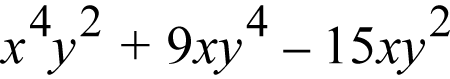 x⁴y² + 9xy⁴ – 15xy²